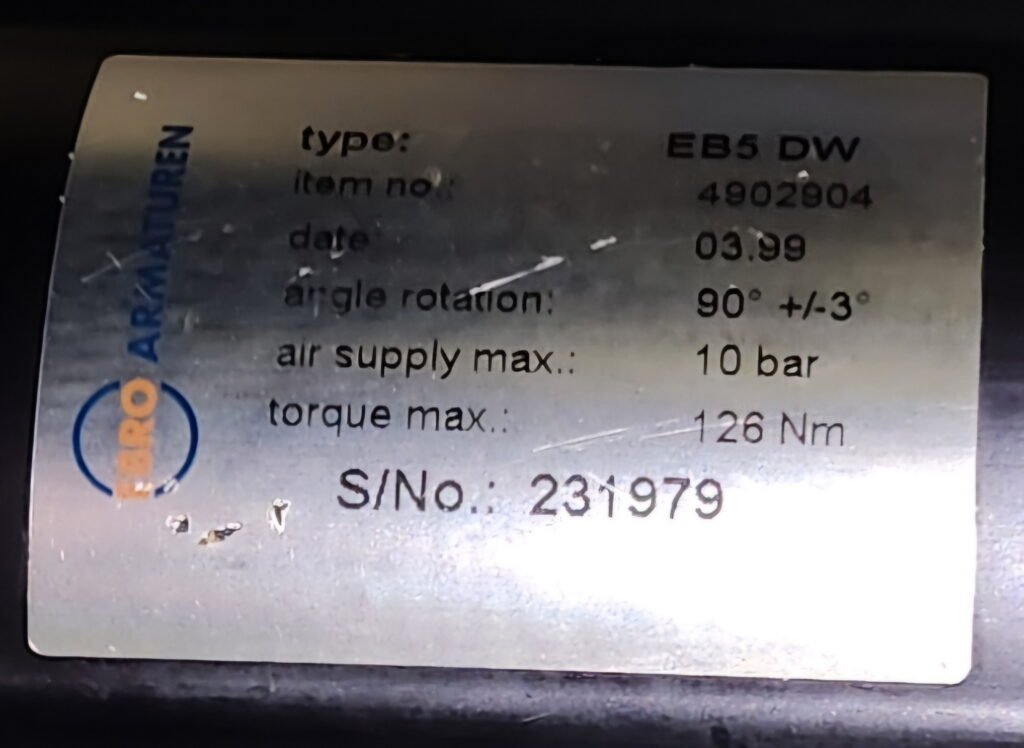 EBRO ARMATUREN
type: EB5 DW
item no.: 4902904
date 03.99
angle rotation: 90° +/-3°
air supply max.: 10 bar
torque max.: 126 Nm
S/No.: 231979